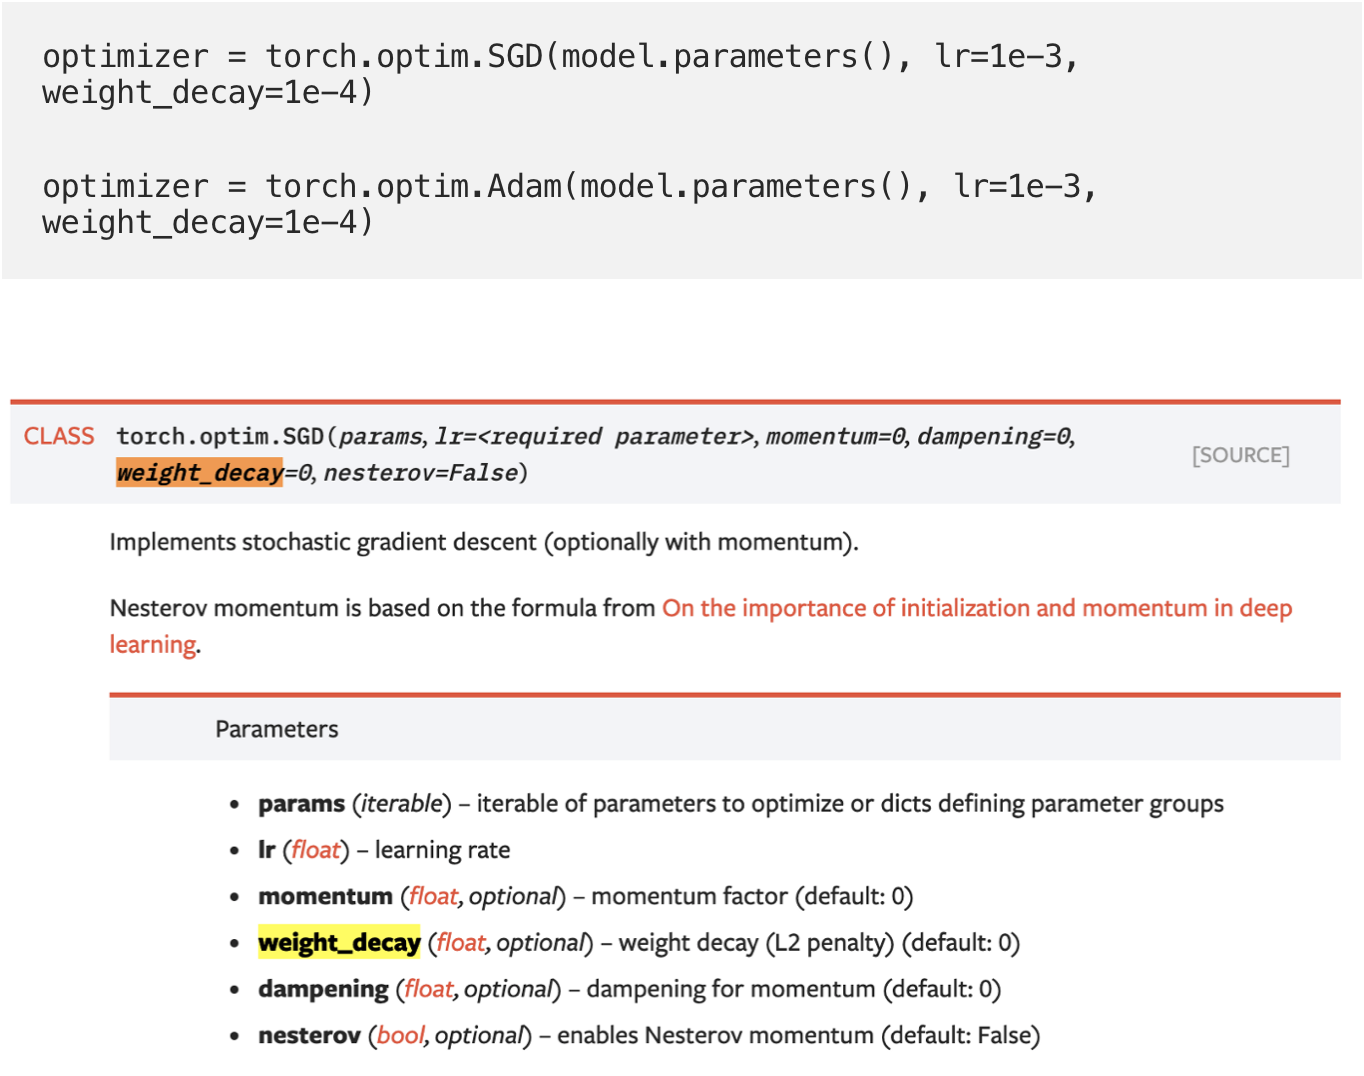 optimizer = torch.optim.SGD(model.parameters(), lr=1e-3,
weight_decay=1e-4)
optimizer = torch.optim.Adam(model.parameters(), lr=1e-3,
weight_decay=1e-4)
CLASS torch.optim.SGD(params, lr=<required parameter>, momentum=0, dampening=0,
weight_decay=0, nesterov=False)
[SOURCE]
Implements stochastic gradient descent (optionally with momentum).
Nesterov momentum is based on the formula from On the importance of initialization and momentum in deep
learning.
Parameters
• params (iterable) – iterable of parameters to optimize or dicts defining parameter groups
• lr (float) – learning rate
• momentum (float, optional) – momentum factor (default: 0)
• weight_decay (float, optional) – weight decay (L2 penalty) (default: 0)
• dampening (float, optional) – dampening for momentum (default: 0)
• nesterov (bool, optional) – enables Nesterov momentum (default: False)